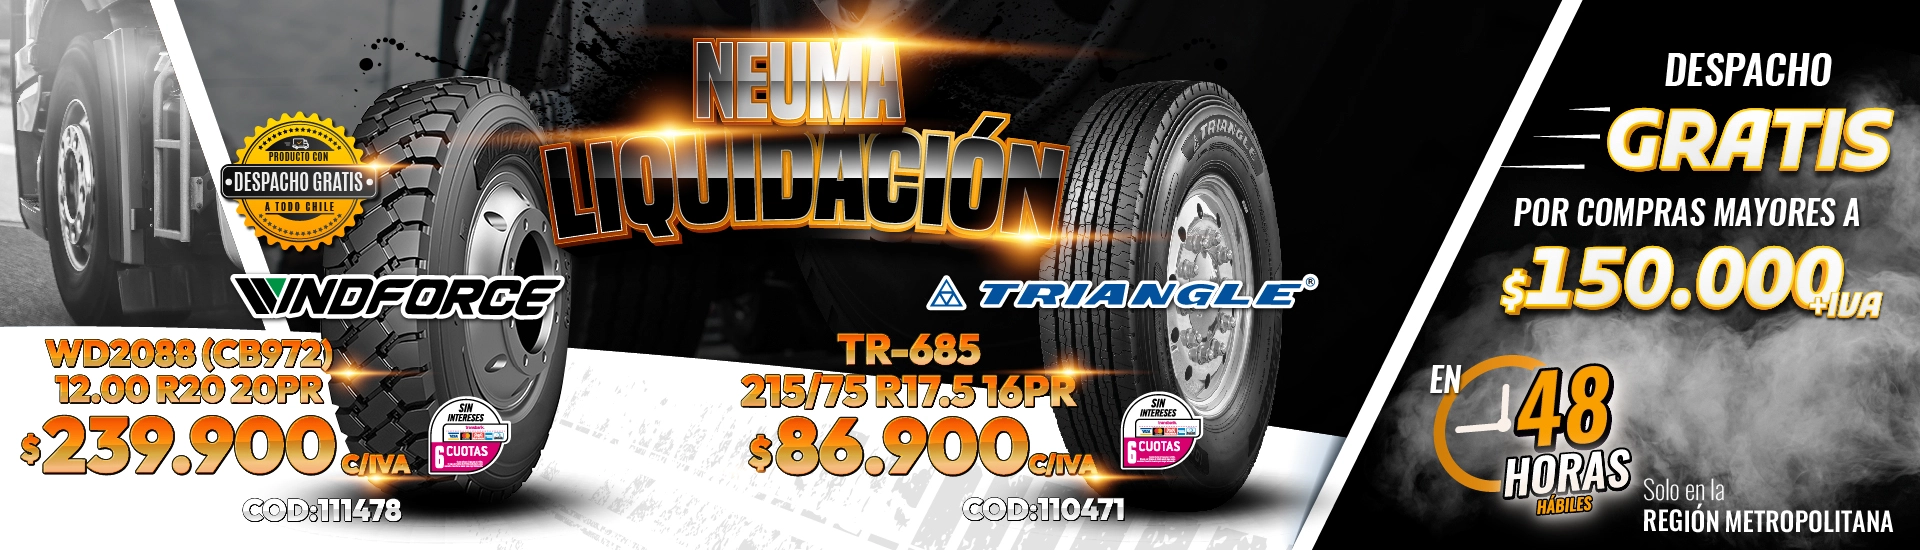 NEUMA
LIQUIDACIÓN
PRODUCTO CON
DESPACHO GRATIS
A TODO CHILE
WINDFORCE
WD2088 (CB972)
12.00 R20 20PR
$239.900 C/IVA
COD:111478
SIN
INTERESES
6 CUOTAS
TRIANGLE
TRIANGLE®
TR-685
215/75 R17.5 16PR
$86.900 C/IVA
COD:110471
SIN
INTERESES
6 CUOTAS
DESPACHO
GRATIS
POR COMPRAS MAYORES A
$150.000 +IVA
EN 48
HORAS
HÁBILES
Solo en la
REGIÓN METROPOLITANA